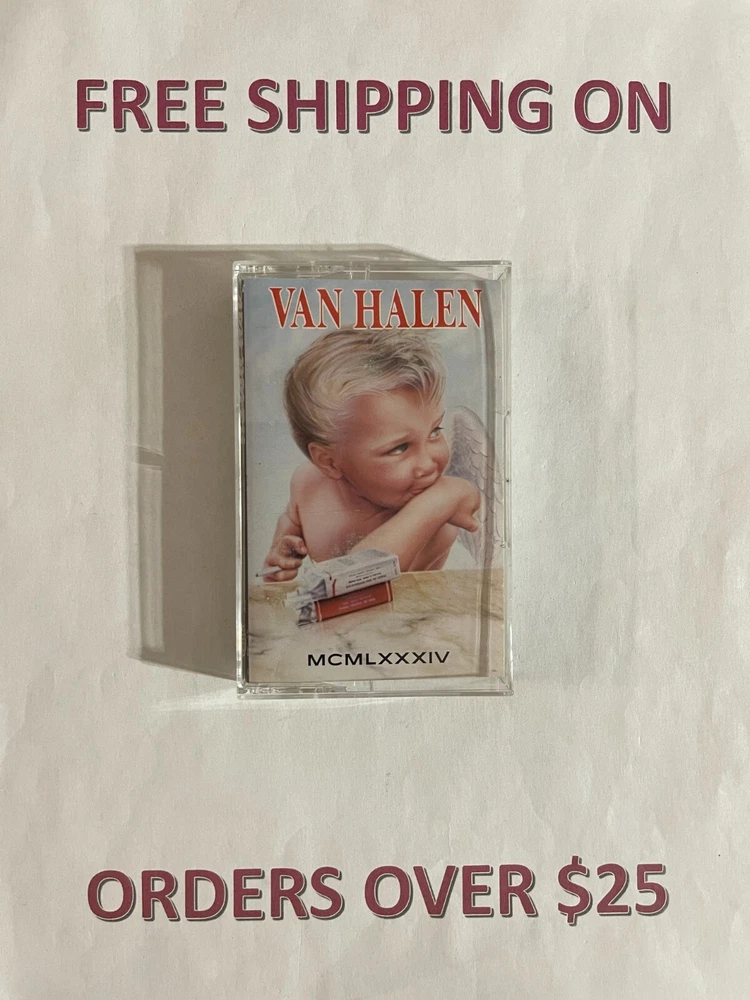 FREE SHIPPING ON
VAN HALEN
MCMLXXXIV
ORDERS OVER $25